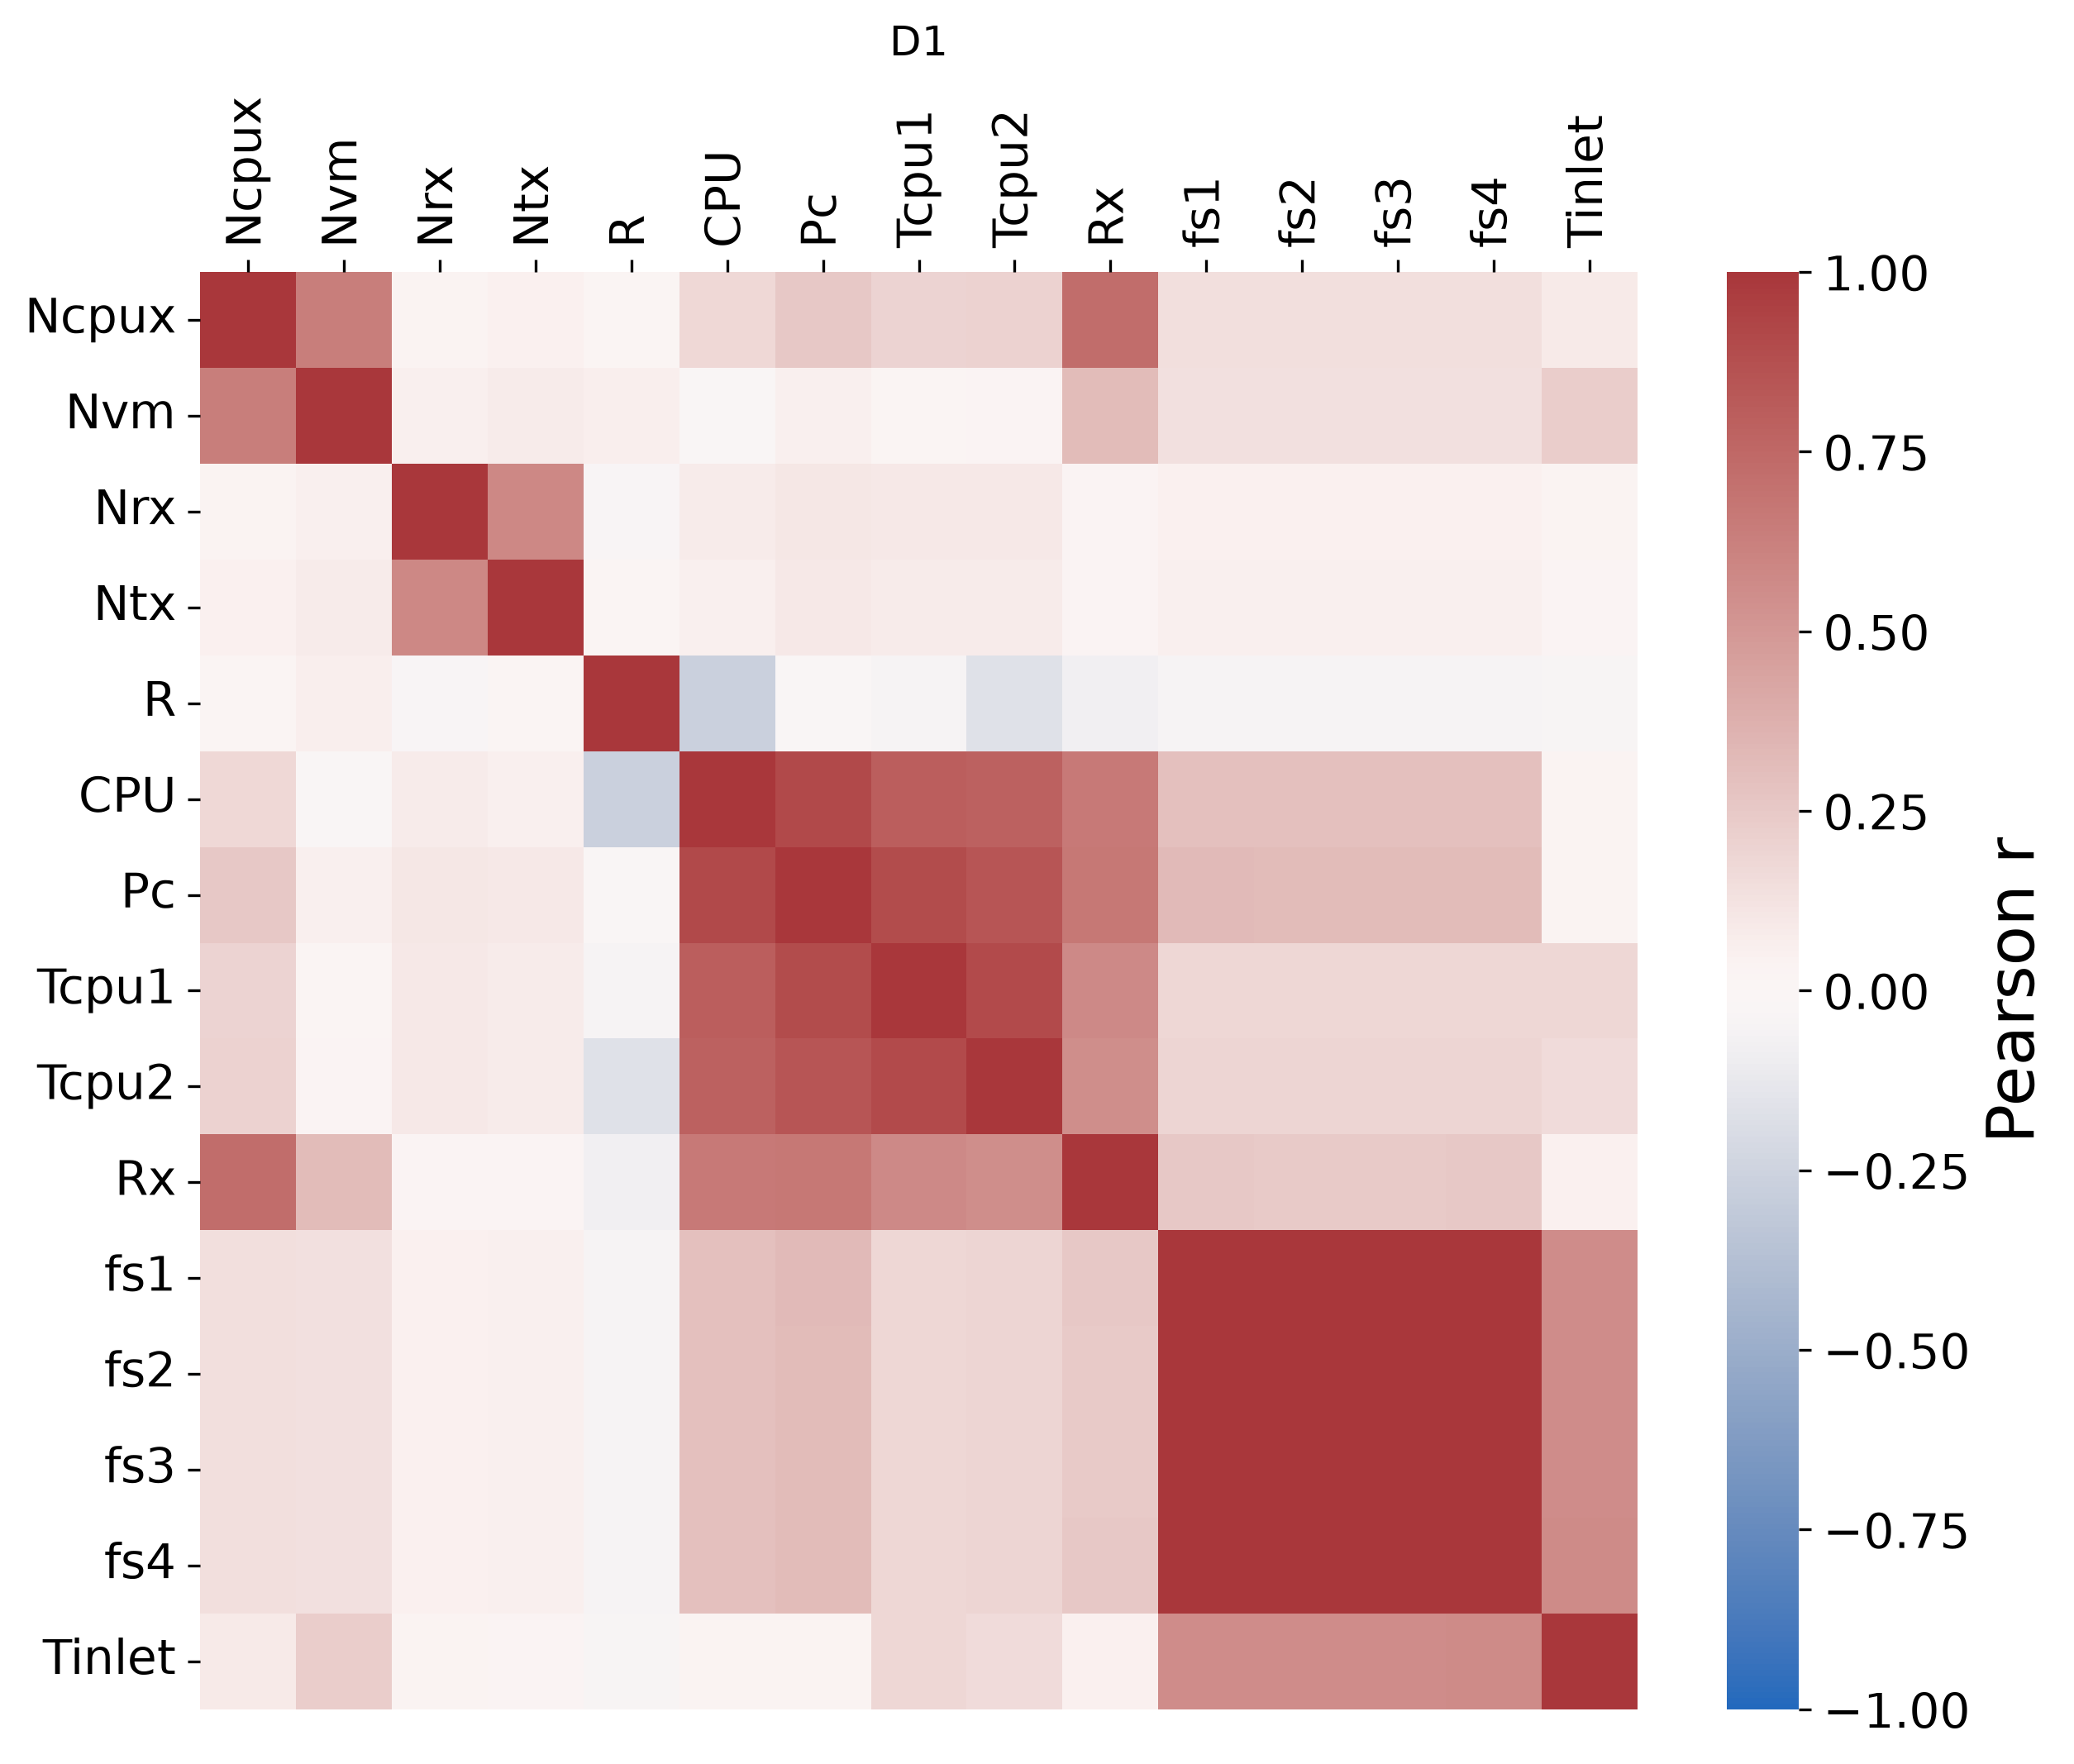 D1
Ncpux
Nvm
Nrx
Ntx
R
CPU
Pc
Tcpu1
Tcpu2
Rx
fs1
fs2
fs3
fs4
Tinlet
Ncpux
Nvm
Nrx
Ntx
R
CPU
Pc
Tcpu1
Tcpu2
Rx
fs1
fs2
fs3
fs4
Tinlet
1.00
0.75
0.50
0.25
0.00
−0.25
−0.50
−0.75
−1.00
Pearson r